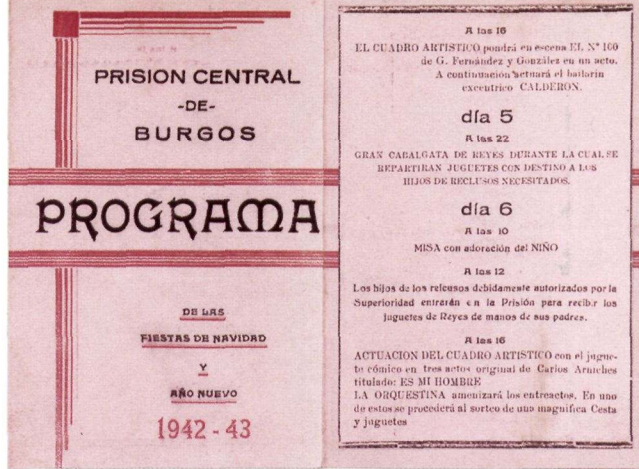 PRISION CENTRAL
-DE-
BURGOS
PROGRAMA
DE LAS
FIESTAS DE NAVIDAD
Y
AÑO NUEVO
1942 - 43
A las 16
EL CUADRO ARTISTICO pondrá en escena EL Nº 100
de G. Fernández y González en un acto.
A continuación actuará el bailarin
excentrico CALDERON.
día 5
A las 22
GRAN CABALGATA DE REYES DURANTE LA CUAL SE
REPARTIRAN JUGUETES CON DESTINO A LOS
HIJOS DE RECLUSOS NECESITADOS.
día 6
A las 10
MISA con adoración del NIÑO
A las 12
Los hijos de los relcusos debidamente autorizados por la
Superioridad entrarán en la Prisión para recibir los
juguetes de Reyes de manos de sus padres.
A las 16
ACTUACION DEL CUADRO ARTISTICO con el jugue-
te cómico en tres actos original de Carlos Arniches
titulado: ES MI HOMBRE
LA ORQUESTINA amenizará los entreactos. En uno
de estos se procederá al sorteo de una magnifica Cesta
y juguetes